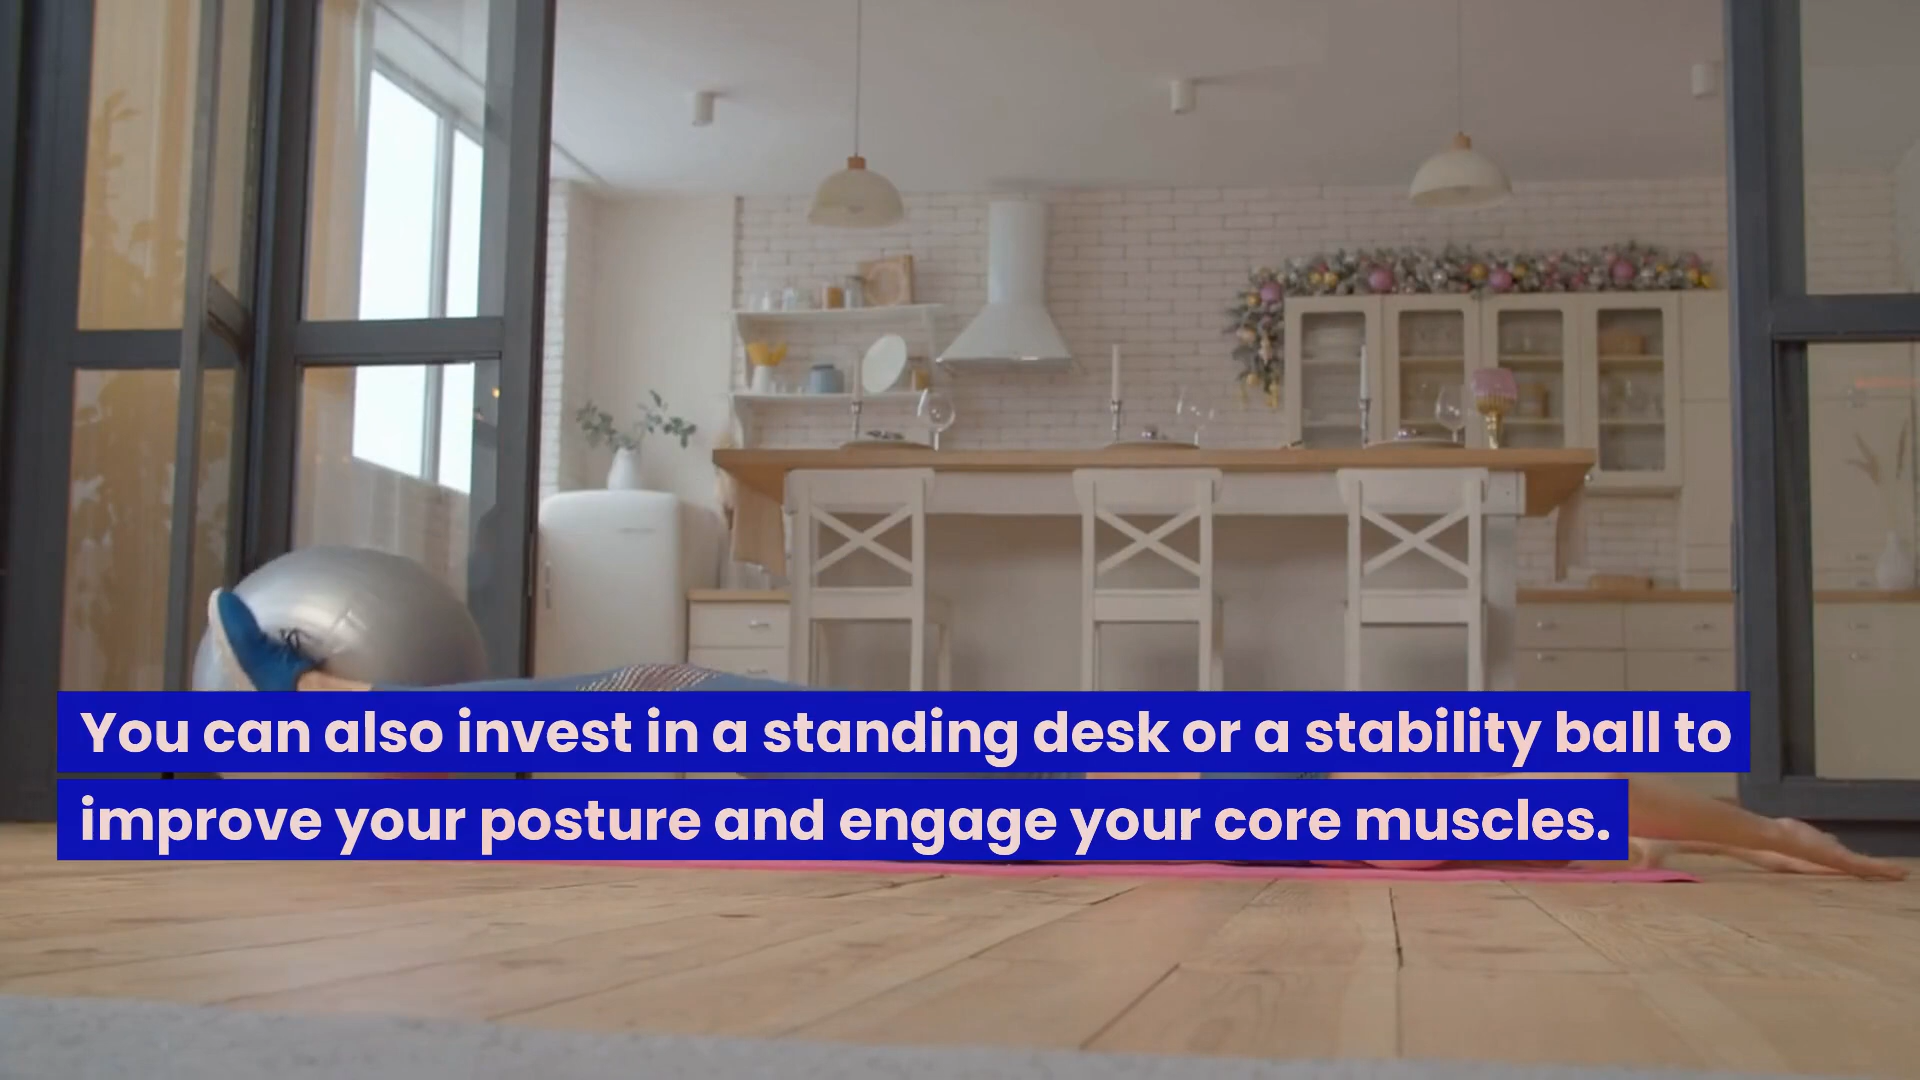 You can also invest in a standing desk or a stability ball to
improve your posture and engage your core muscles.